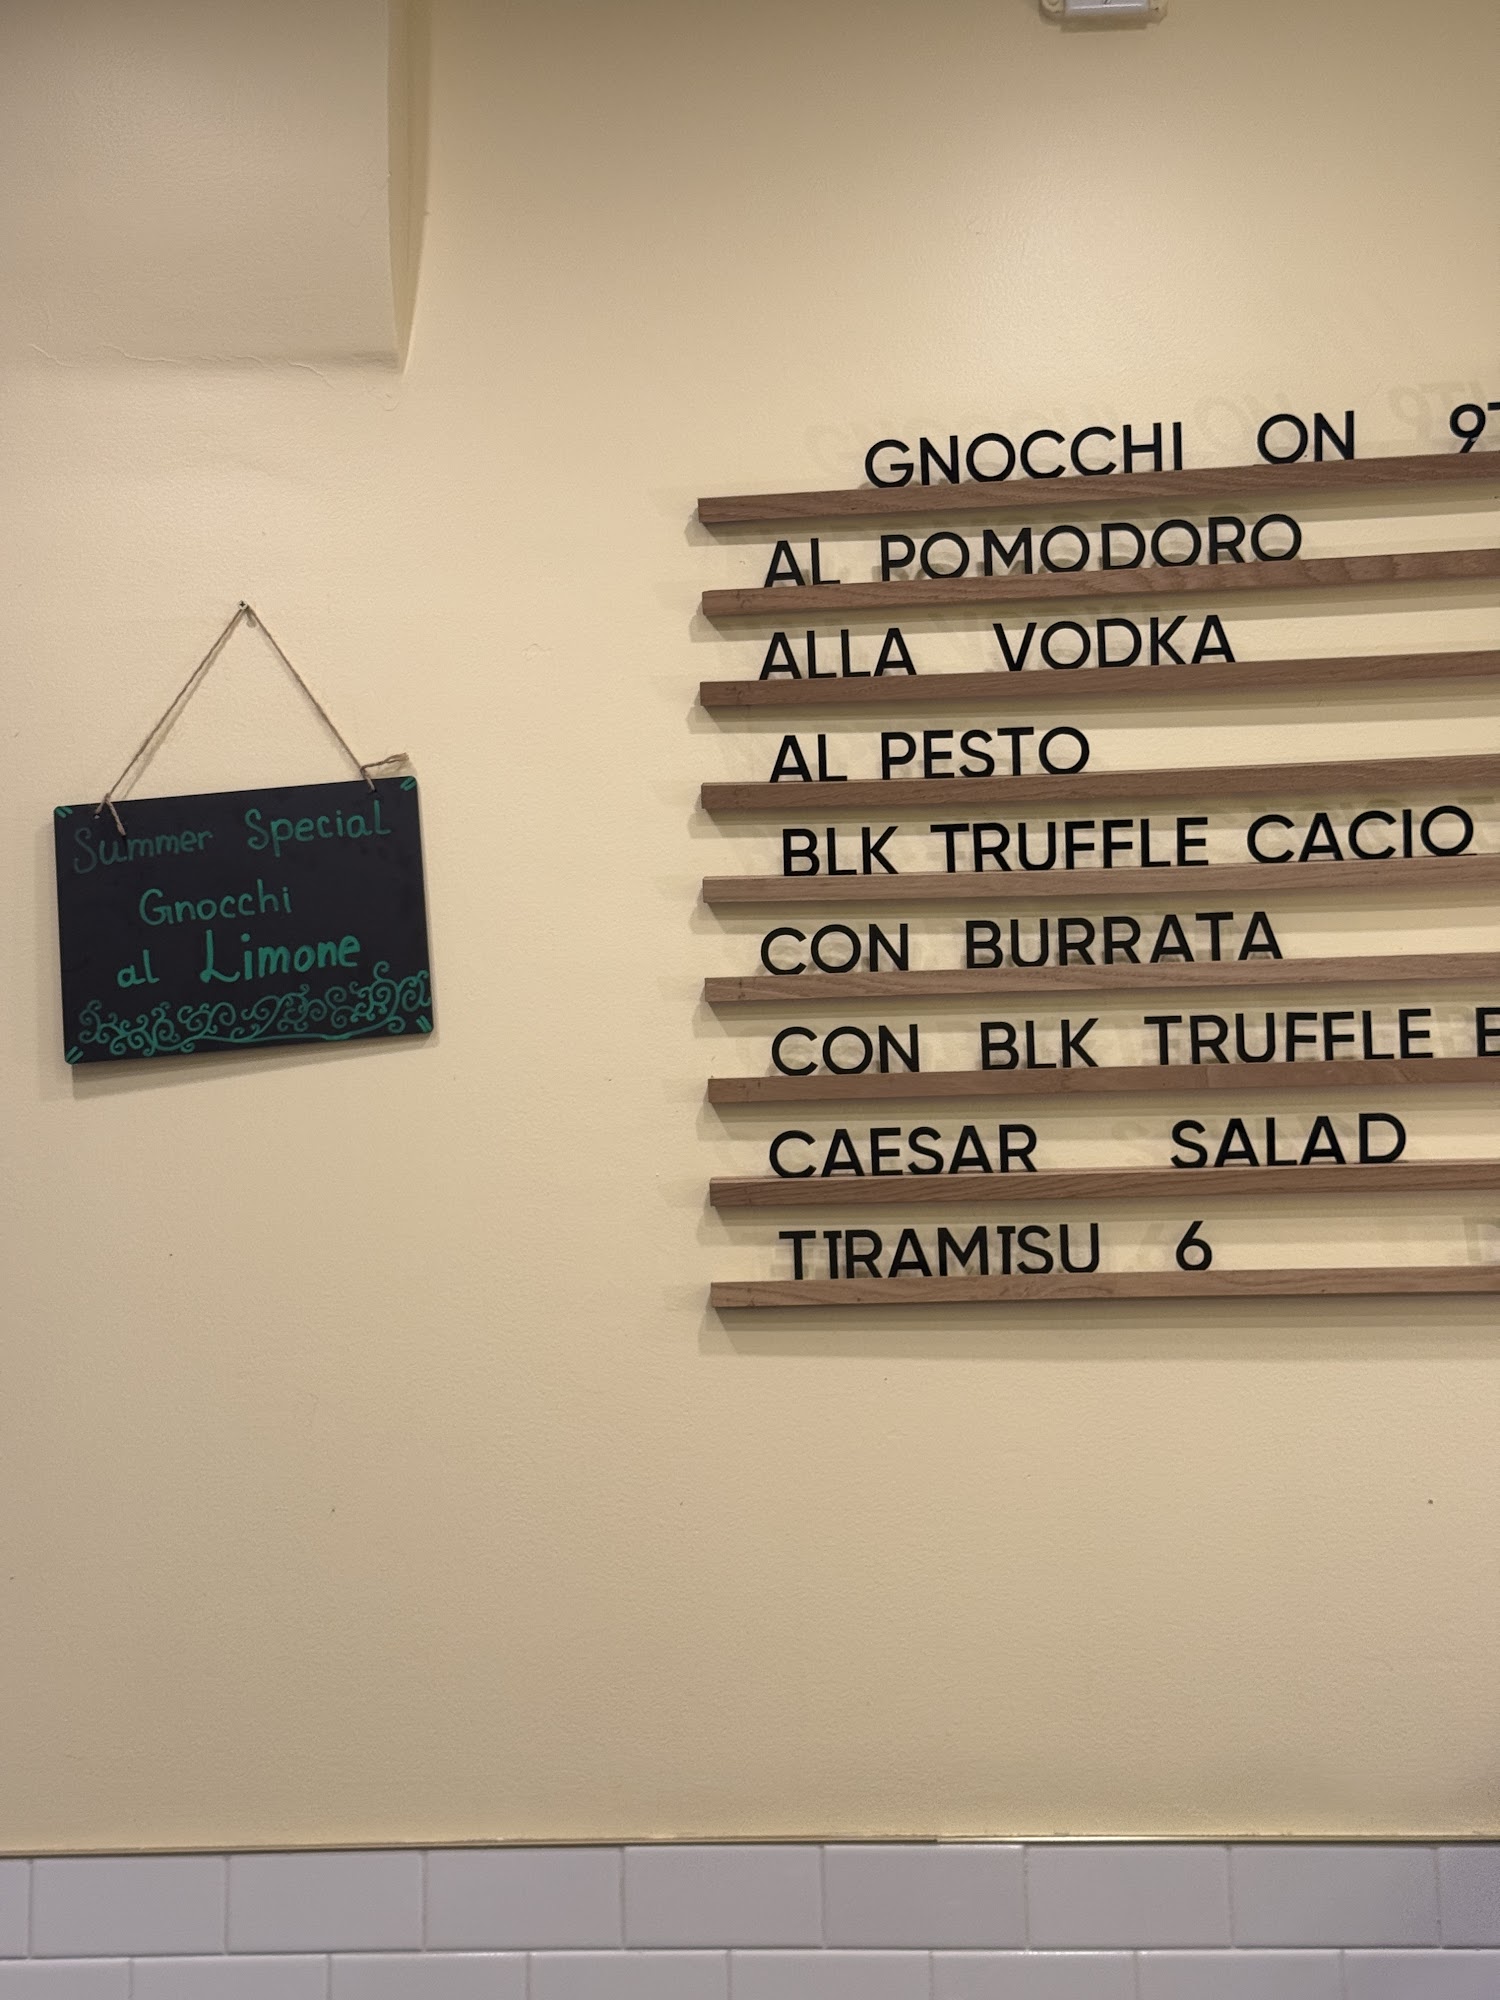 Summer Special
Gnocchi
al Limone
GNOCCHI ON 9T
AL POMODORO
ALLA VODKA
AL PESTO
BLK TRUFFLE CACIO
CON BURRATA
CON BLK TRUFFLE
CAESAR SALAD
TIRAMISU 6